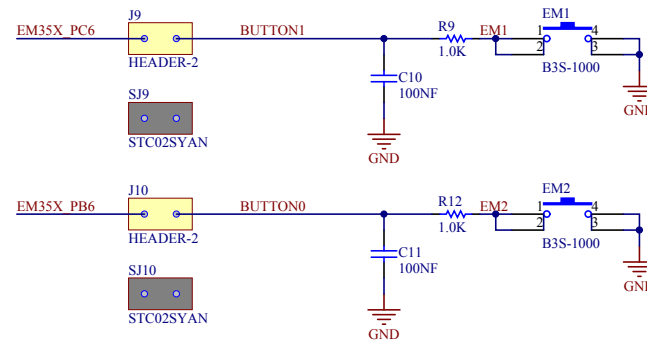 J9
EM35X_PC6
BUTTON1
R9
EM1
EM1
1
4
2
3
1.0K
HEADER-2
B3S-1000
C10
100NF
SJ9
GND
STC02SYAN
GND
J10
EM35X_PB6
BUTTON0
R12
EM2
EM2
1
4
2
3
1.0K
HEADER-2
B3S-1000
C11
100NF
SJ10
GND
STC02SYAN
GND